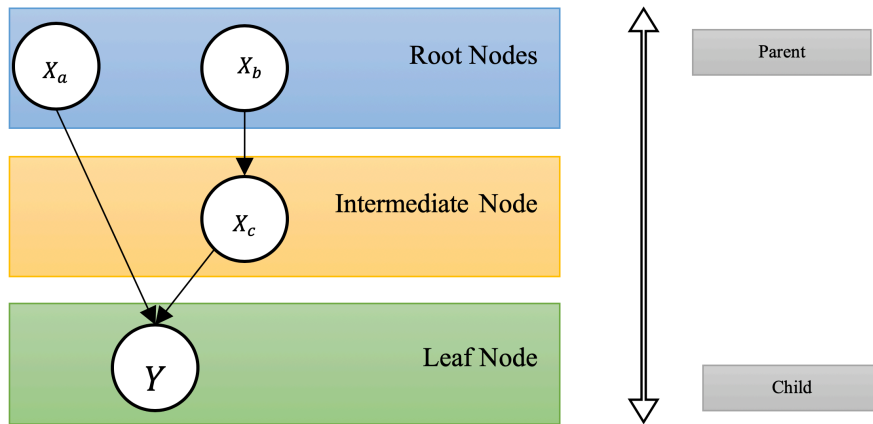 Root Nodes
Parent
X_a
X_b
Intermediate Node
X_c
Leaf Node
Y
Child